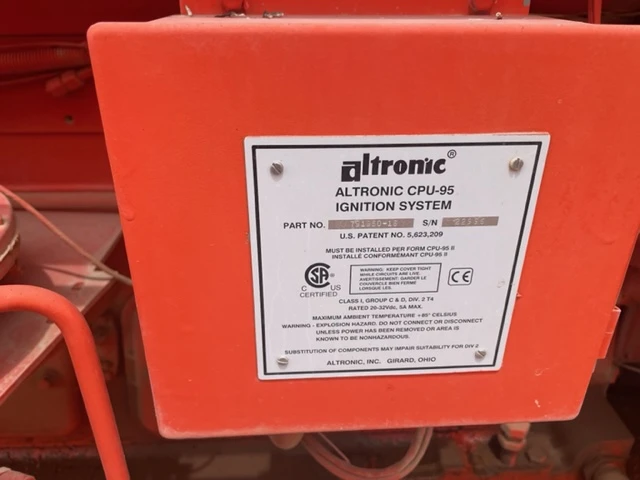 altronic®
ALTRONIC CPU-95
IGNITION SYSTEM
PART NO. S/N
U.S. PATENT NO. 5,623,209
MUST BE INSTALLED PER FORM CPU-95 II
INSTALLÉ CONFORMÉMANT CPU-95 II
SA
C US
CERTIFIED
WARNING: KEEP COVER TIGHT
WHILE CIRCUITS ARE LIVE.
AVERTISSEMENT: GARDER LE
COUVERCLE BIEN FERMÉ
LORSQUE LES
CE
CLASS I, GROUP C & D, DIV. 2 T4
RATED 20-32Vdc, 5A MAX.
MAXIMUM AMBIENT TEMPERATURE +85° CELSIUS
WARNING - EXPLOSION HAZARD. DO NOT CONNECT OR DISCONNECT
UNLESS POWER HAS BEEN REMOVED OR AREA IS
KNOWN TO BE NONHAZARDOUS.
SUBSTITUTION OF COMPONENTS MAY IMPAIR SUITABILITY FOR DIV 2
ALTRONIC, INC. GIRARD, OHIO